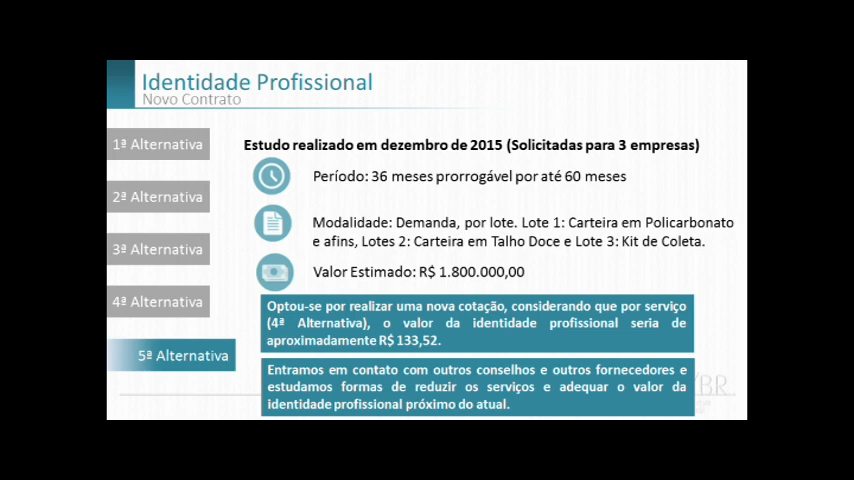 Identidade Profissional
Novo Contrato
1ª Alternativa
2ª Alternativa
3ª Alternativa
4ª Alternativa
5ª Alternativa
Estudo realizado em dezembro de 2015 (Solicitadas para 3 empresas)
Período: 36 meses prorrogável por até 60 meses
Modalidade: Demanda, por lote. Lote 1: Carteira em Policarbonato
e afins, Lotes 2: Carteira em Talho Doce e Lote 3: Kit de Coleta.
Valor Estimado: R$ 1.800.000,00
Optou-se por realizar uma nova cotação, considerando que por serviço
(4ª Alternativa), o valor da identidade profissional seria de
aproximadamente R$ 133,52.
Entramos em contato com outros conselhos e outros fornecedores e
estudamos formas de reduzir os serviços e adequar o valor da
identidade profissional próximo do atual.